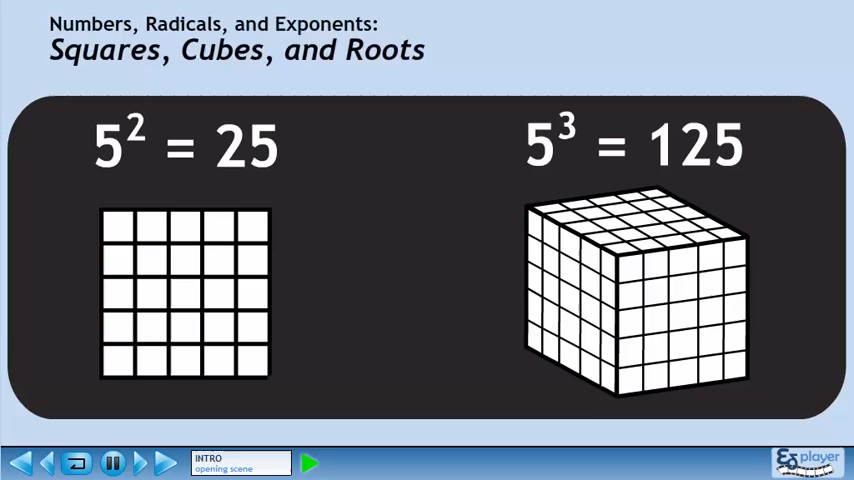 Numbers, Radicals, and Exponents:
Squares, Cubes, and Roots
5² = 25
5³ = 125
INTRO
opening scene
player